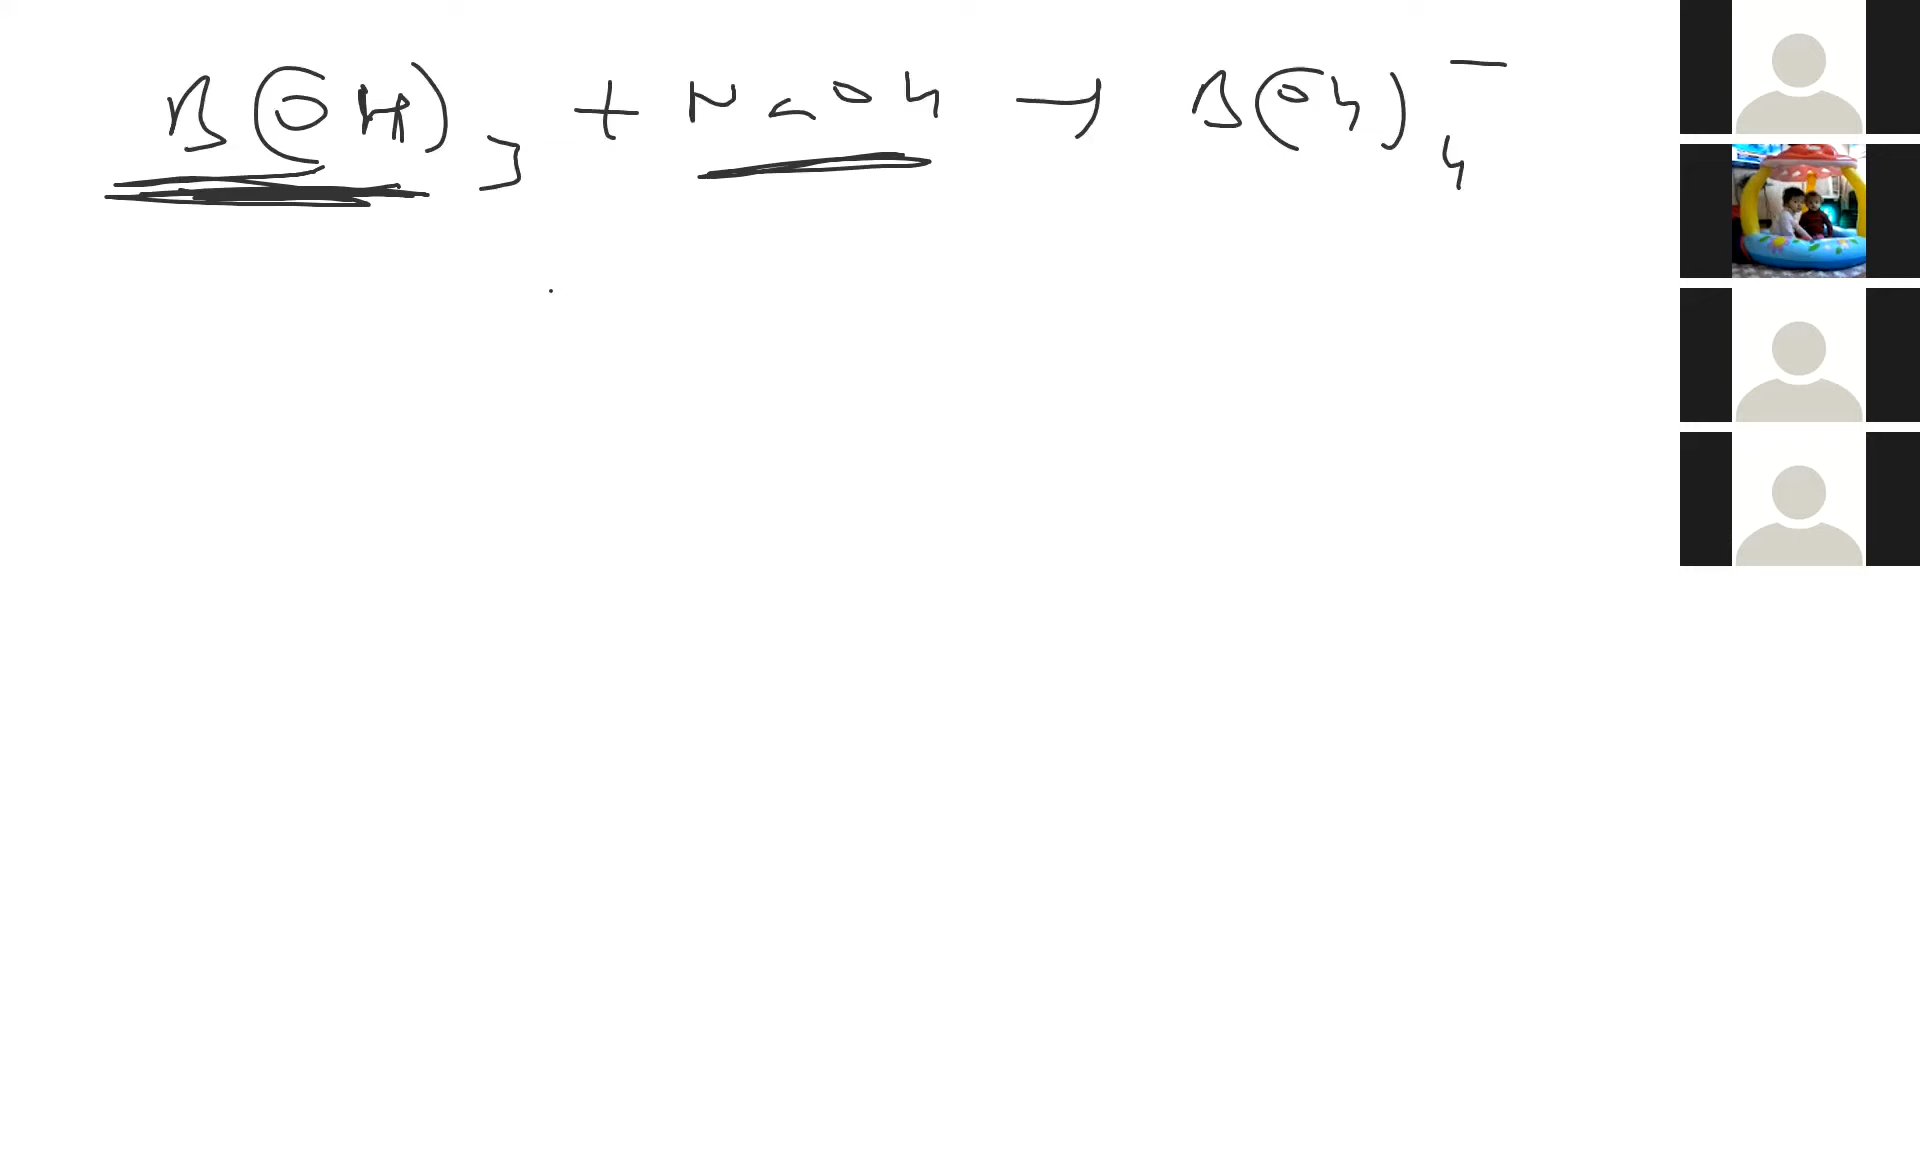 B(OH)₃ + NaOH → B(OH)₄⁻